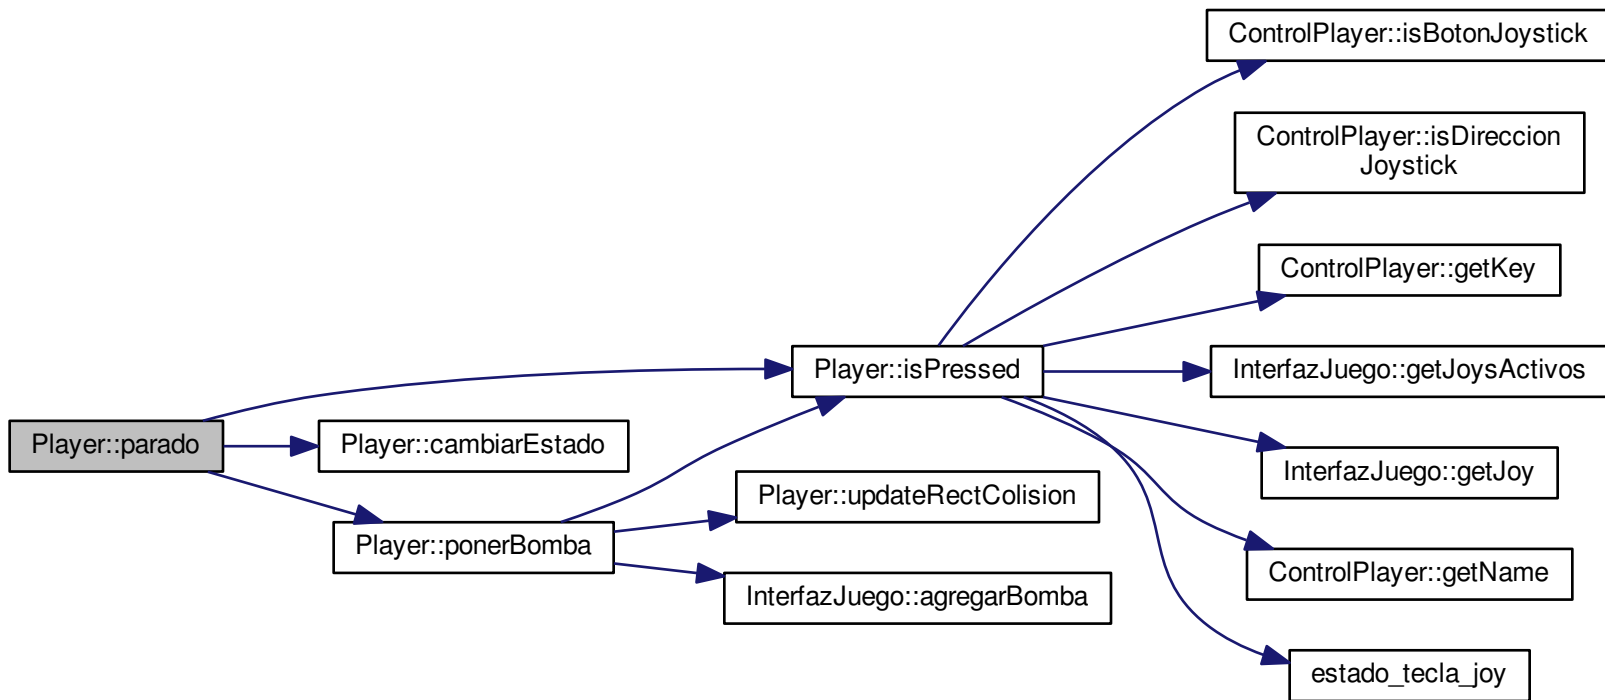 ControlPlayer::isBotonJoystick
ControlPlayer::isDireccion
Joystick
ControlPlayer::getKey
Player::isPressed
InterfazJuego::getJoysActivos
Player::parado
Player::cambiarEstado
InterfazJuego::getJoy
Player::updateRectColision
Player::ponerBomba
ControlPlayer::getName
InterfazJuego::agregarBomba
estado_tecla_joy